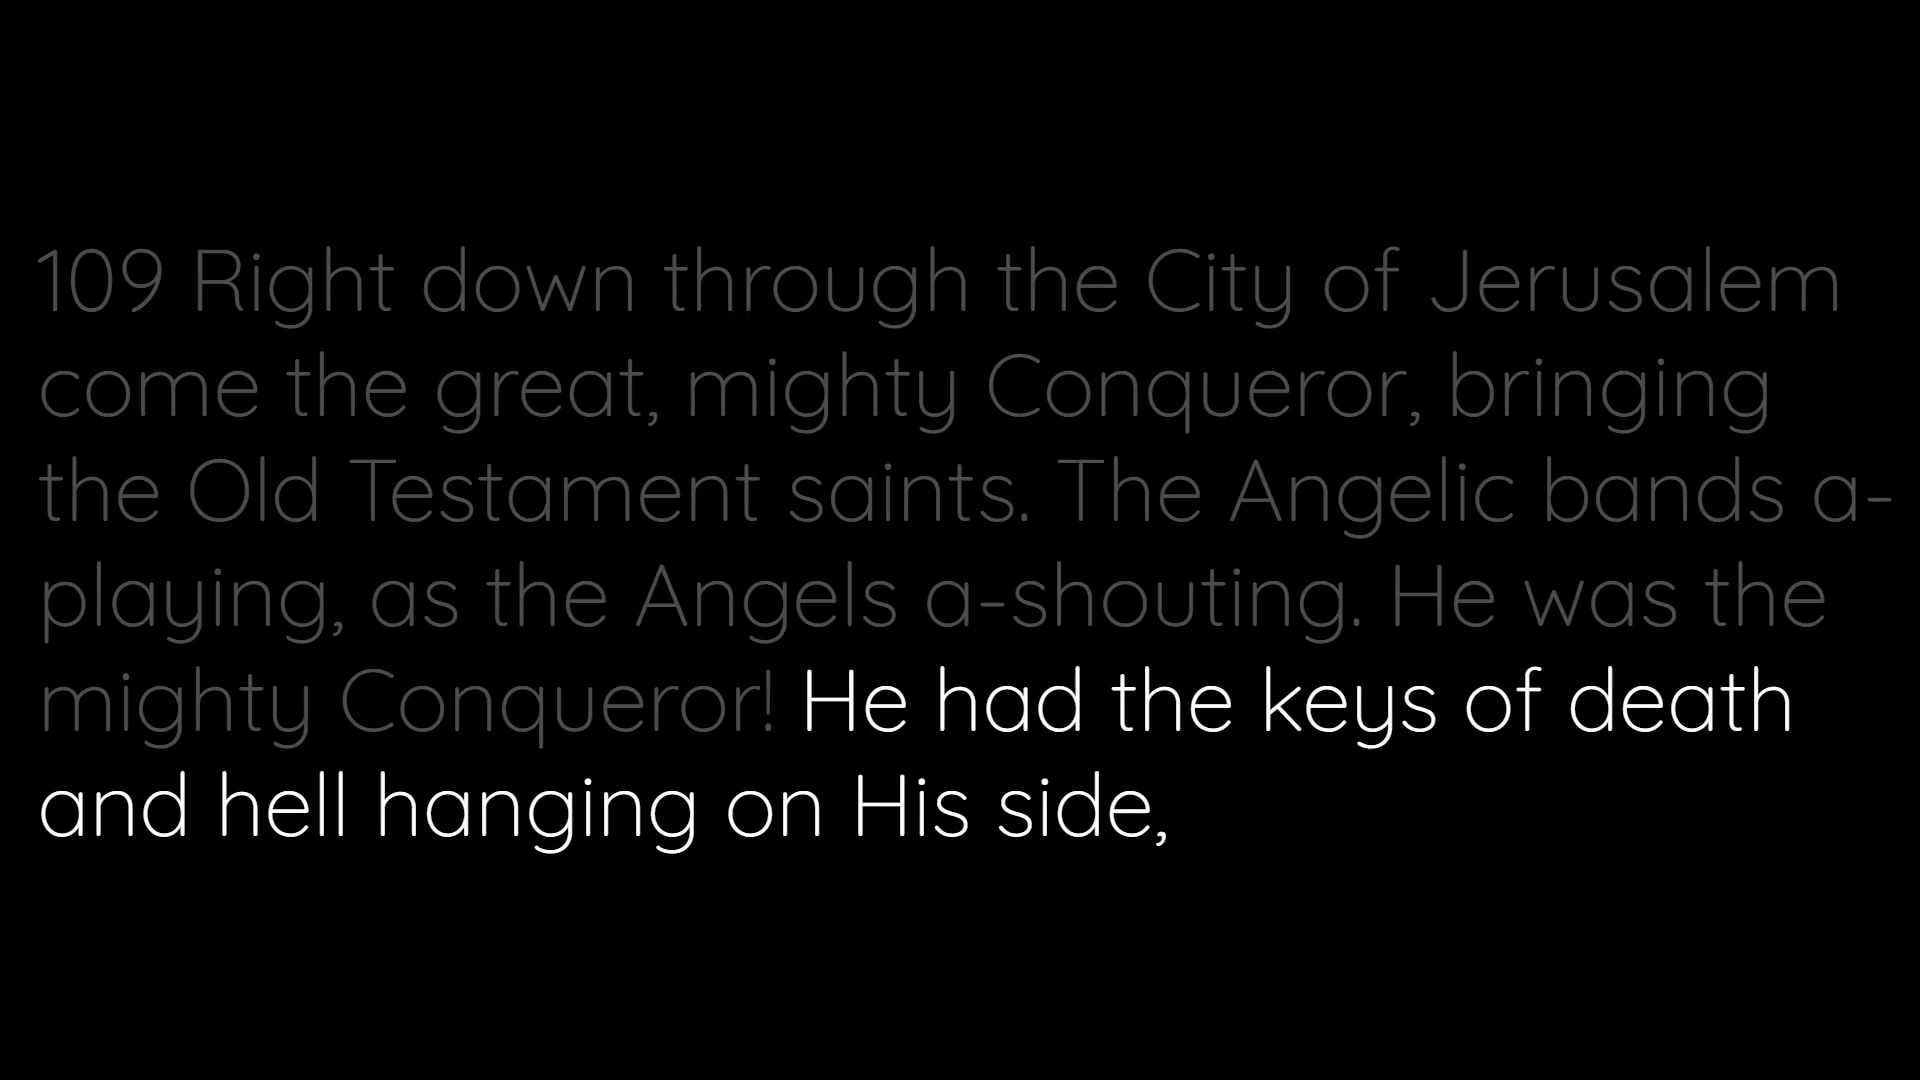 109 Right down through the City of Jerusalem
come the great, mighty Conqueror, bringing
the Old Testament saints. The Angelic bands a-
playing, as the Angels a-shouting. He was the
mighty Conqueror! He had the keys of death
and hell hanging on His side,